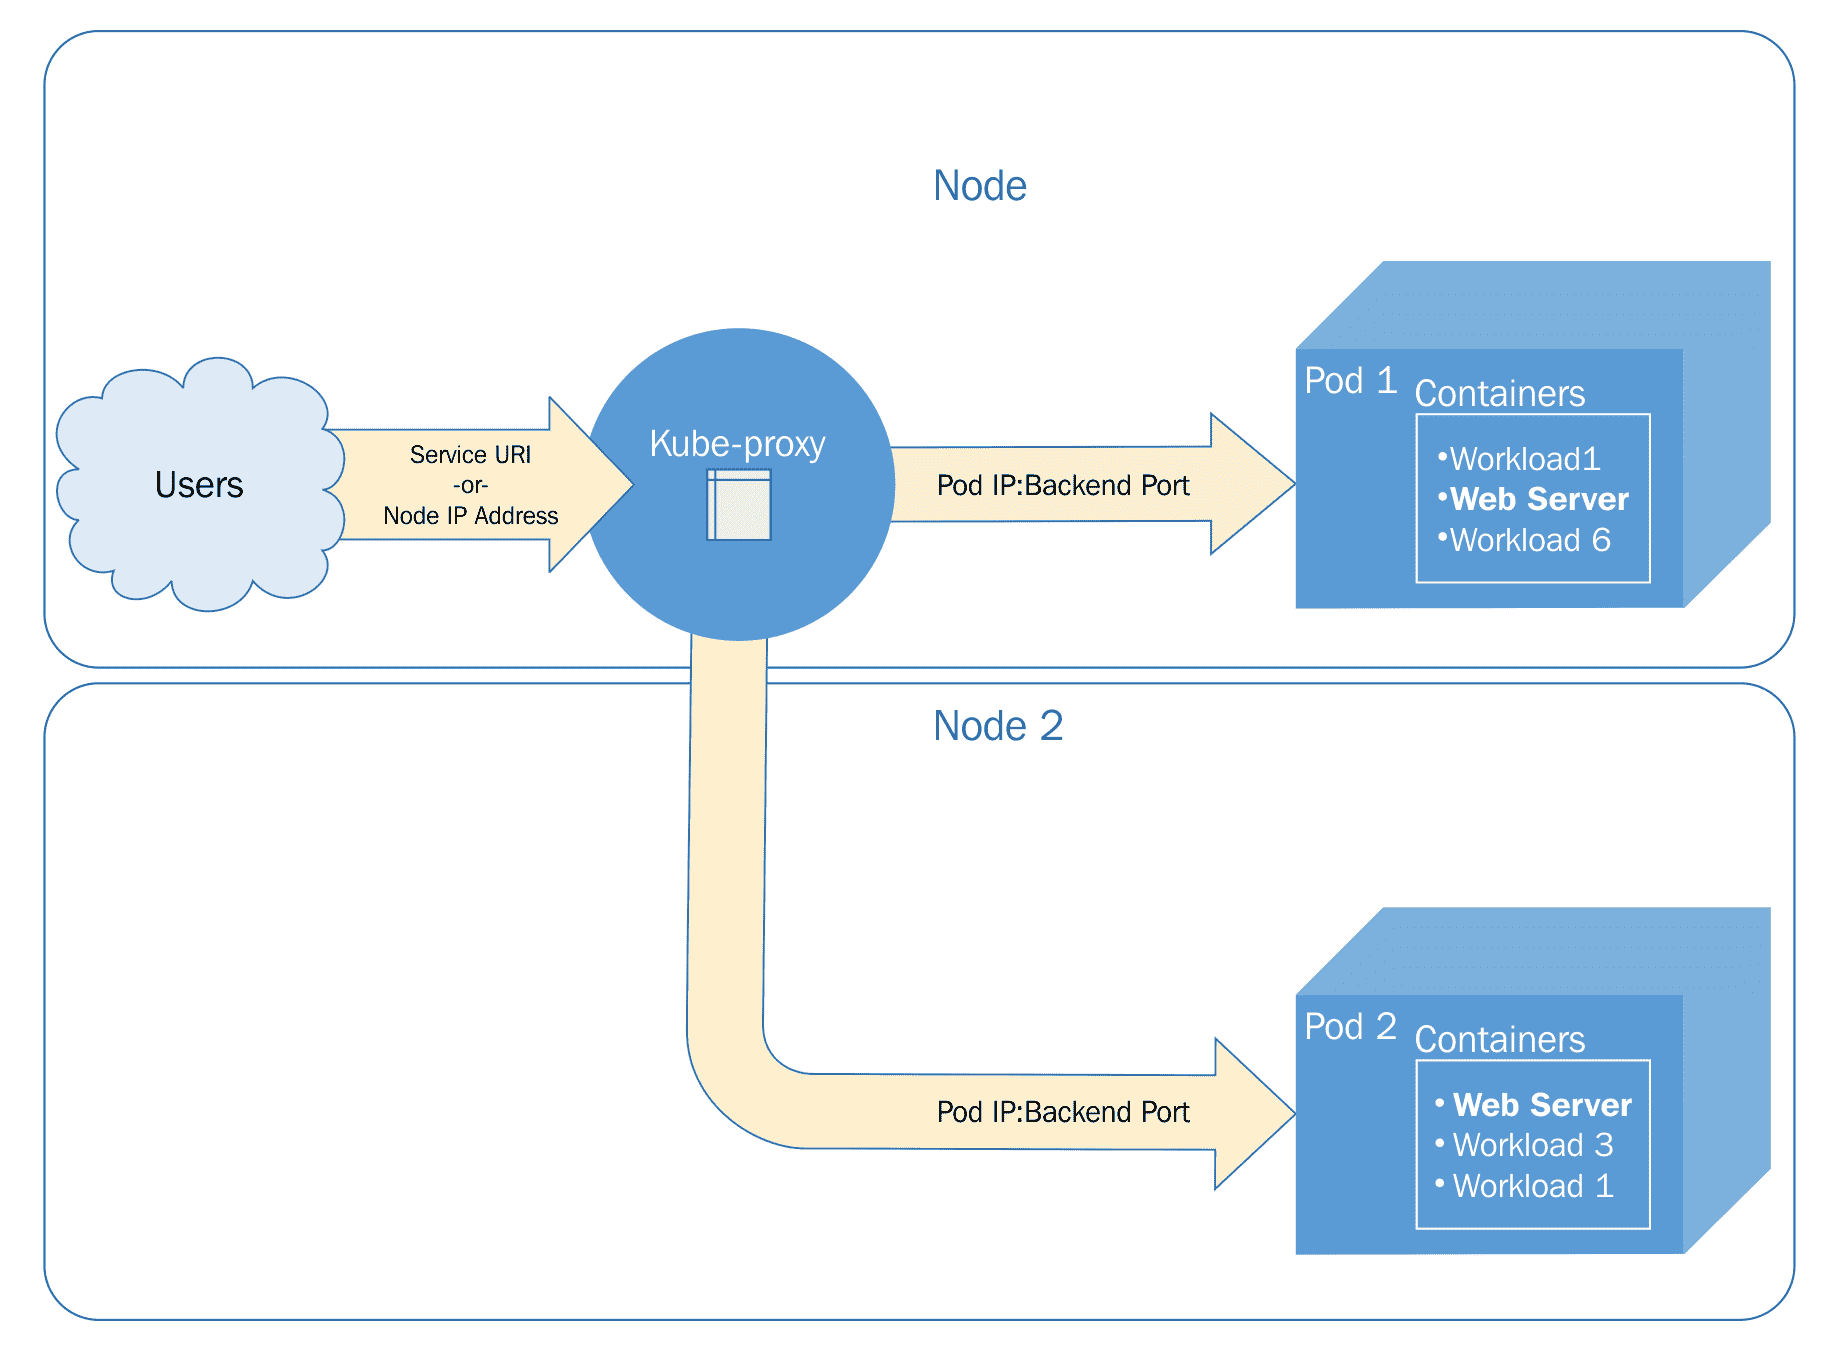 Node
Users
Service URI
-or-
Node IP Address
Kube-proxy
Pod IP:Backend Port
Pod 1
Containers
•Workload1
•Web Server
•Workload 6
Node 2
Pod IP:Backend Port
Pod 2
Containers
• Web Server
• Workload 3
• Workload 1